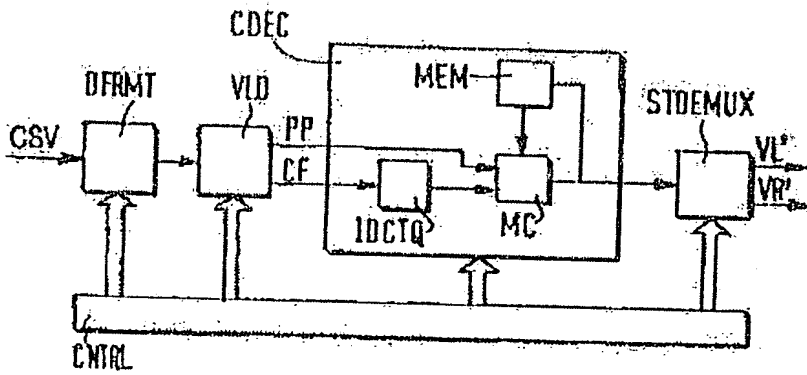 CDEC
DFRMT
VLD
MEM
STDEMUX
CSV
PP
CF
VL'
VR'
IDCTQ
MC
CNTRL